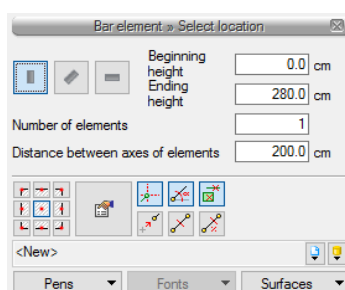 Bar element » Select location
Beginning height 0.0 cm
Ending height 280.0 cm
Number of elements 1
Distance between axes of elements 200.0 cm
<New>
Pens Fonts Surfaces